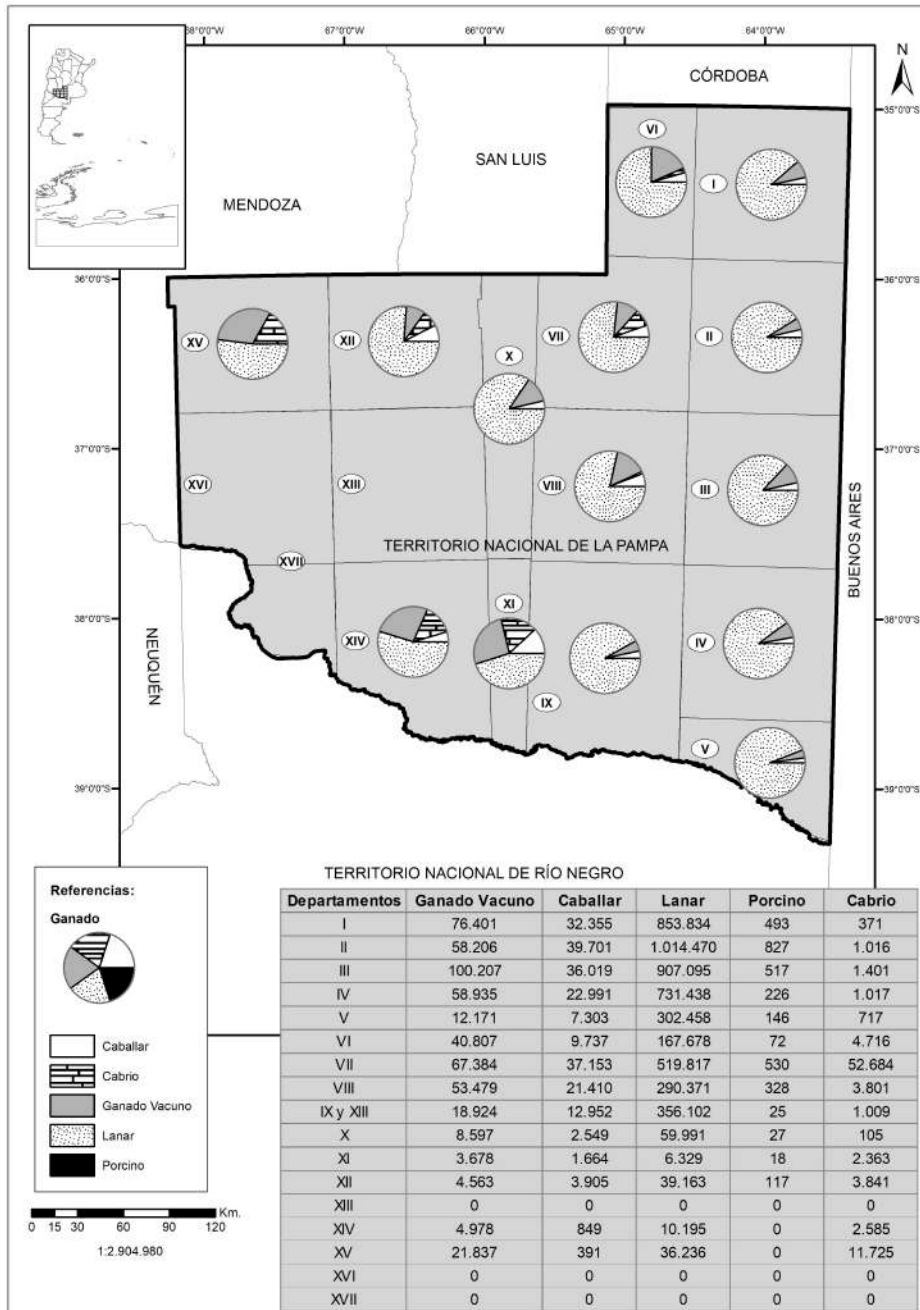 68°0'0"W 67°0'0"W 66°0'0"W 65°0'0"W 64°0'0"W
N
CÓRDOBA
35°0'0"S
SAN LUIS
MENDOZA
VI
I
36°0'0"S 36°0'0"S
XV
XII
VII
II
X
37°0'0"S 37°0'0"S
XVI
XIII
VIII
III
BUENOS AIRES
TERRITORIO NACIONAL DE LA PAMPA
XVII
38°0'0"S 38°0'0"S
NEUQUÉN
XIV
XI
IV
IX
V
39°0'0"S 39°0'0"S
TERRITORIO NACIONAL DE RÍO NEGRO
Referencias:
Ganado
Caballar
Cabrio
Ganado Vacuno
Lanar
Porcino
Km.
0 15 30 60 90 120
1:2.904.980
Departamentos Ganado Vacuno Caballar Lanar Porcino Cabrio
I 76.401 32.355 853.834 493 371
II 58.206 39.701 1.014.470 827 1.016
III 100.207 36.019 907.095 517 1.401
IV 58.935 22.991 731.438 226 1.017
V 12.171 7.303 302.458 146 717
VI 40.807 9.737 167.678 72 4.716
VII 67.384 37.153 519.817 530 52.684
VIII 53.479 21.410 290.371 328 3.801
IX y XIII 18.924 12.952 356.102 25 1.009
X 8.597 2.549 59.991 27 105
XI 3.678 1.664 6.329 18 2.363
XII 4.563 3.905 39.163 117 3.841
XIII 0 0 0 0 0
XIV 4.978 849 10.195 0 2.585
XV 21.837 391 36.236 0 11.725
XVI 0 0 0 0 0
XVII 0 0 0 0 0